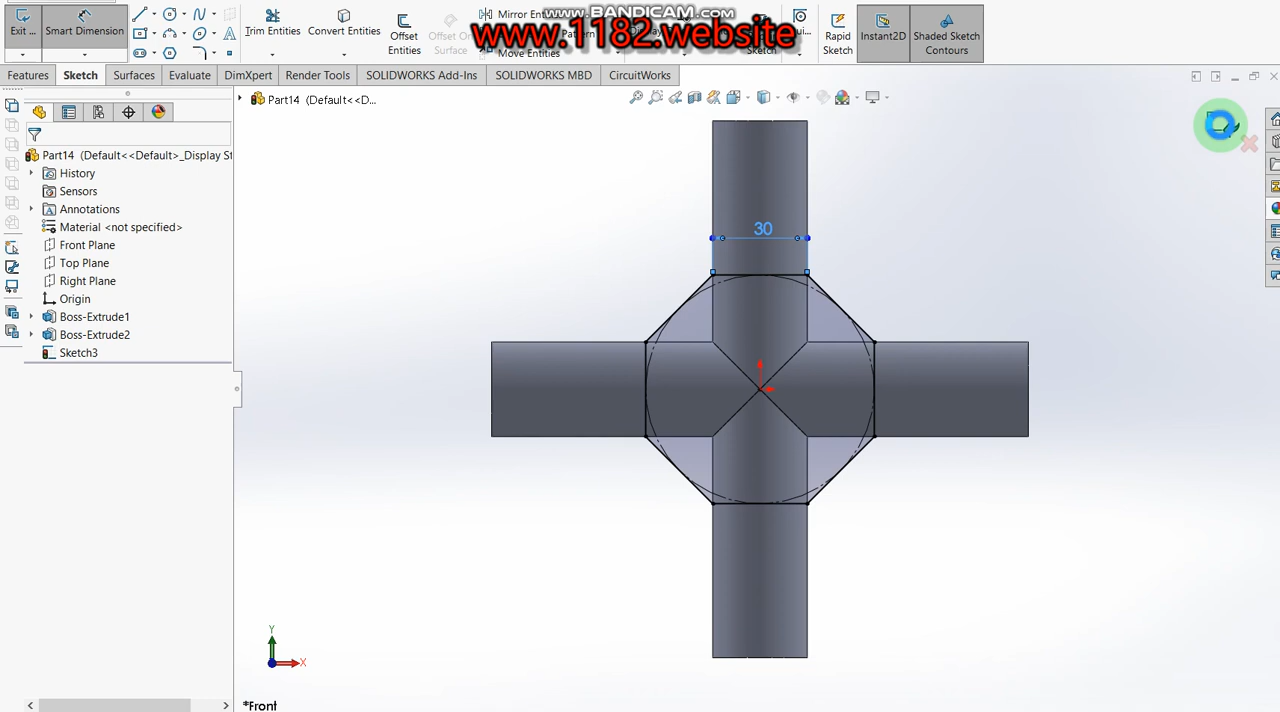 www.BANDICAM.com
www.1182.website
Exit ...
Smart Dimension
Trim Entities
Convert Entities
Offset
Entities
Offset On
Surface
Mirror Enti
Pattern
Move Entities
Sketch
Rapid
Sketch
Instant2D
Shaded Sketch
Contours
Features
Sketch
Surfaces
Evaluate
DimXpert
Render Tools
SOLIDWORKS Add-Ins
SOLIDWORKS MBD
CircuitWorks
Part14 (Default<<D...
Part14 (Default<<Default>_Display St
History
Sensors
Annotations
Material <not specified>
Front Plane
Top Plane
Right Plane
Origin
Boss-Extrude1
Boss-Extrude2
Sketch3
30
Y
X
*Front